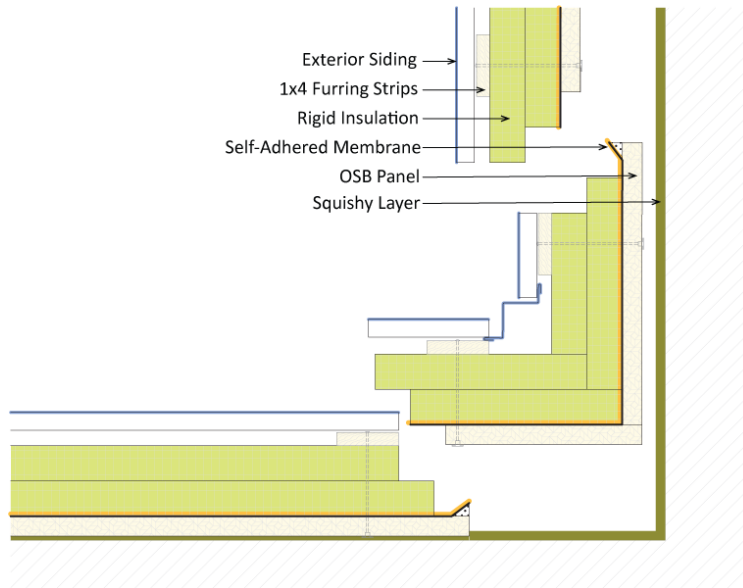 Exterior Siding
1x4 Furring Strips
Rigid Insulation
Self-Adhered Membrane
OSB Panel
Squishy Layer